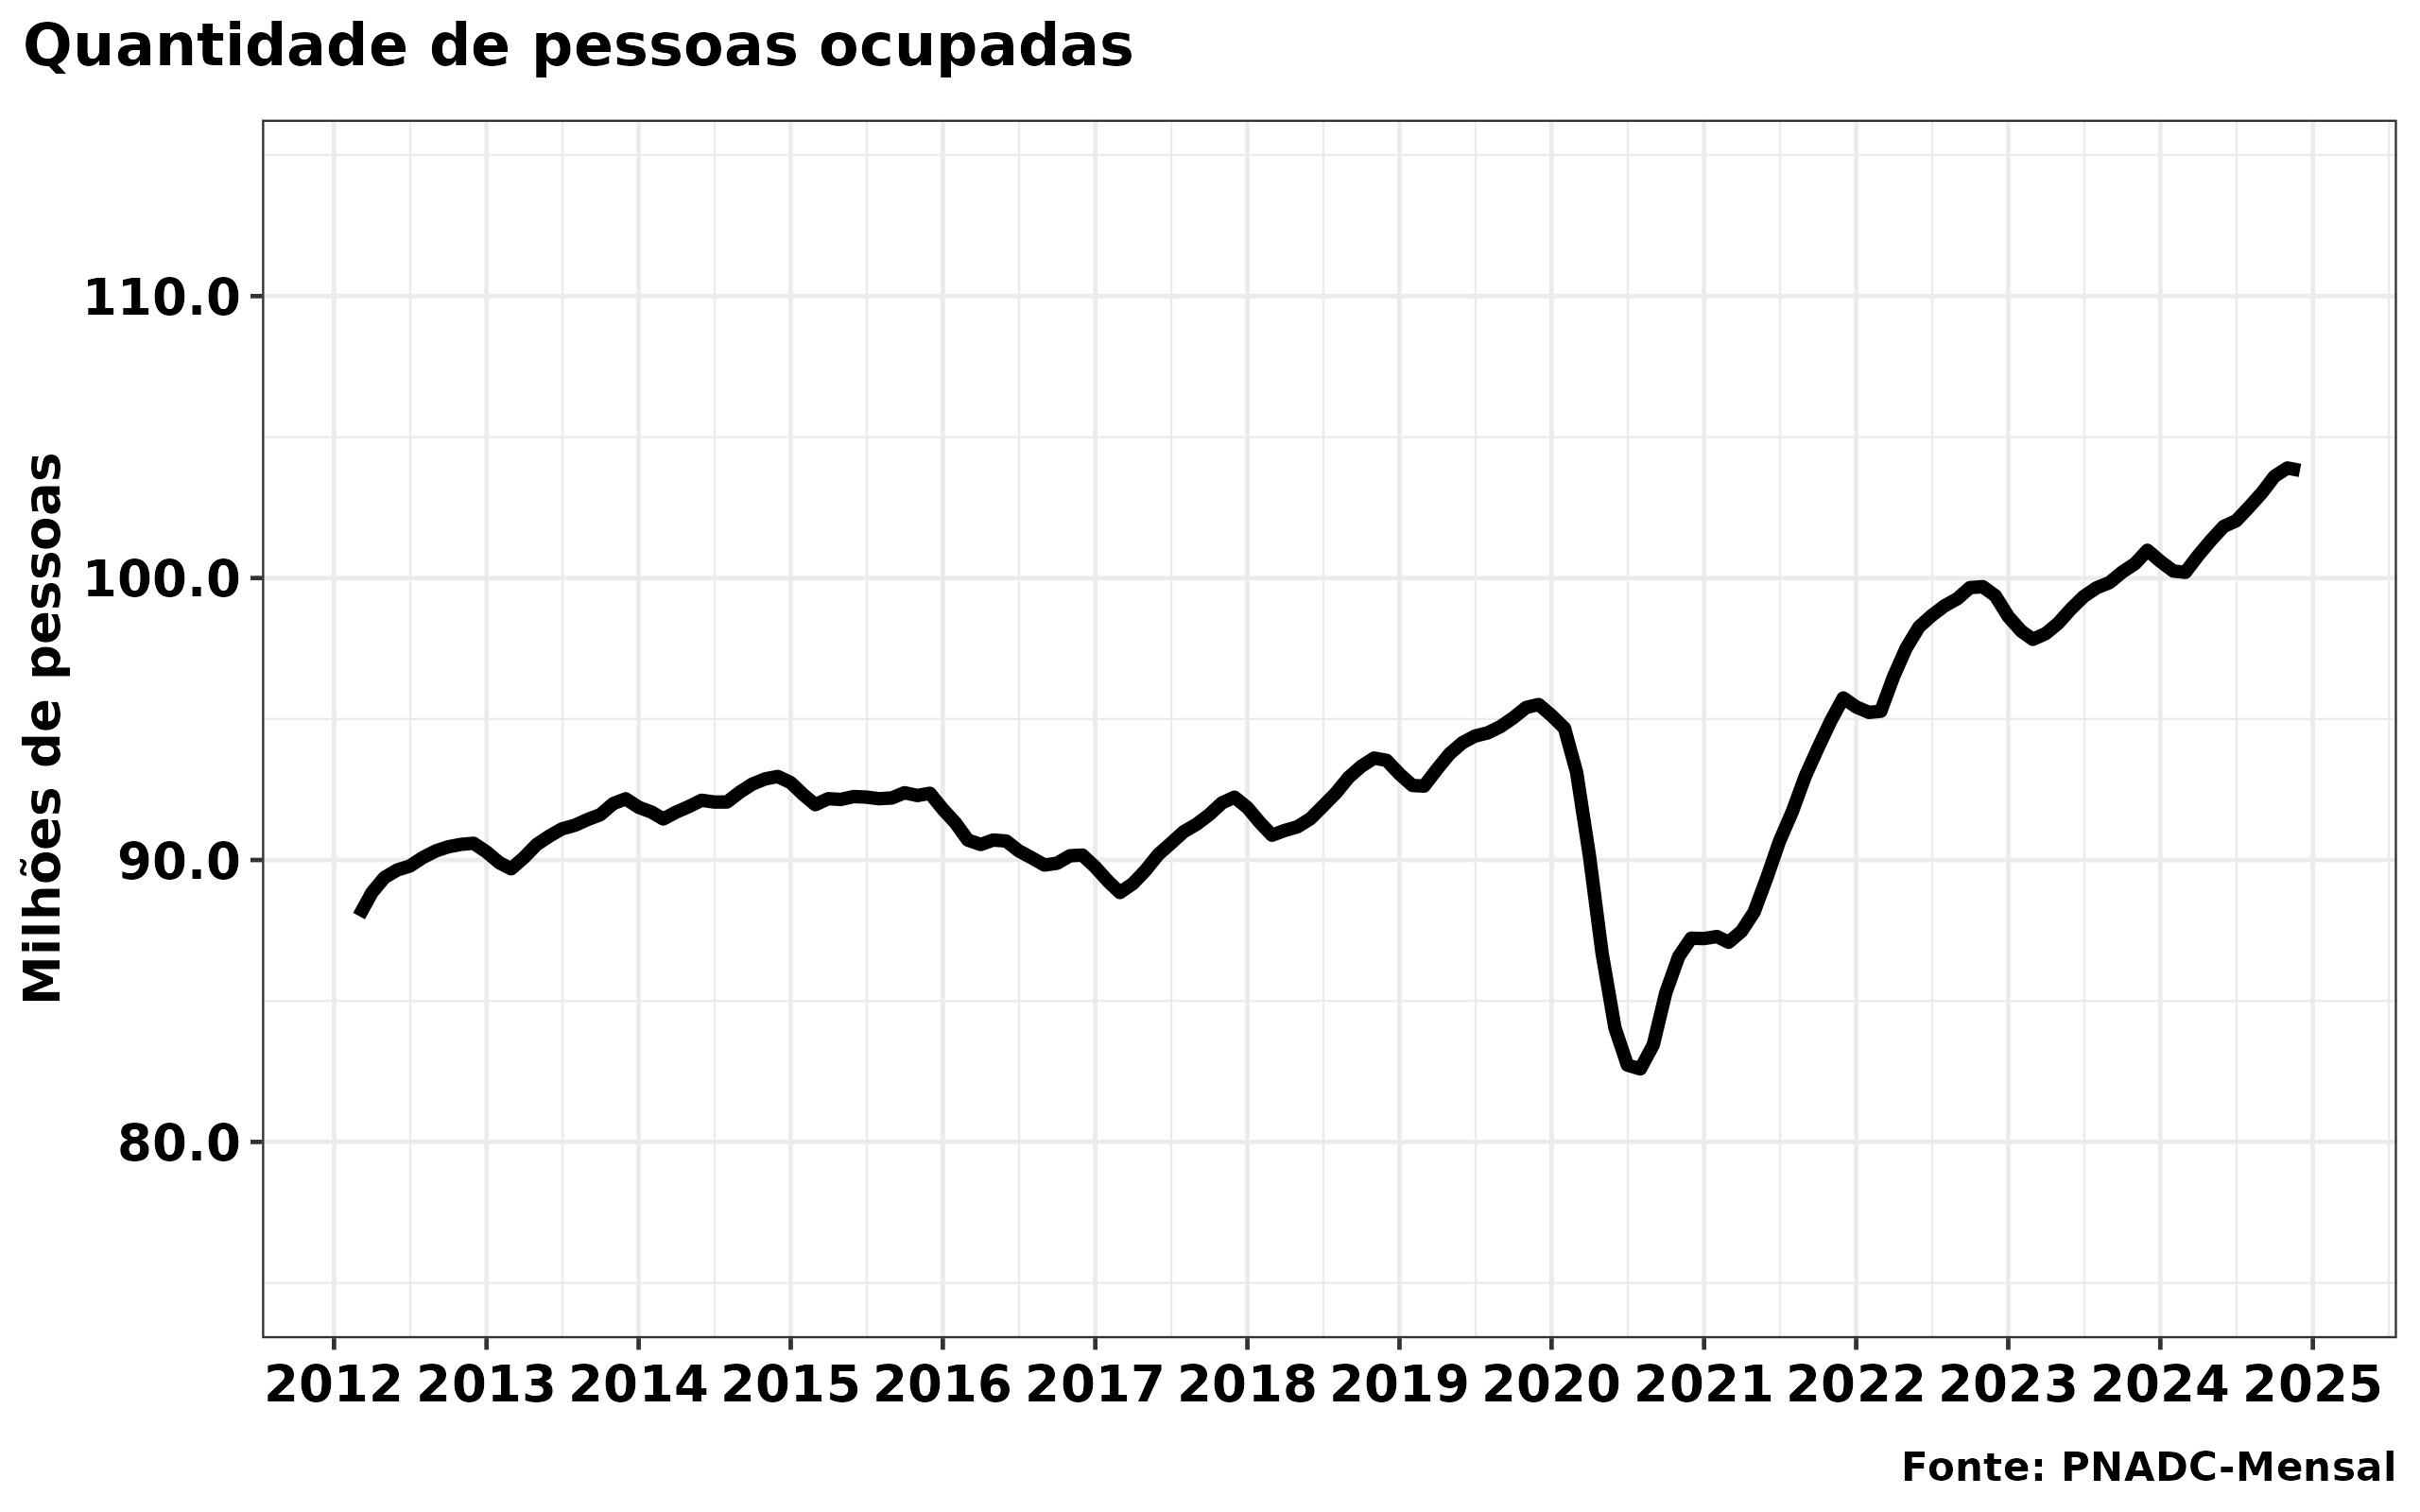 Quantidade de pessoas ocupadas
Milhões de pessoas
110.0
100.0
90.0
80.0
2012 2013 2014 2015 2016 2017 2018 2019 2020 2021 2022 2023 2024 2025
Fonte: PNADC-Mensal